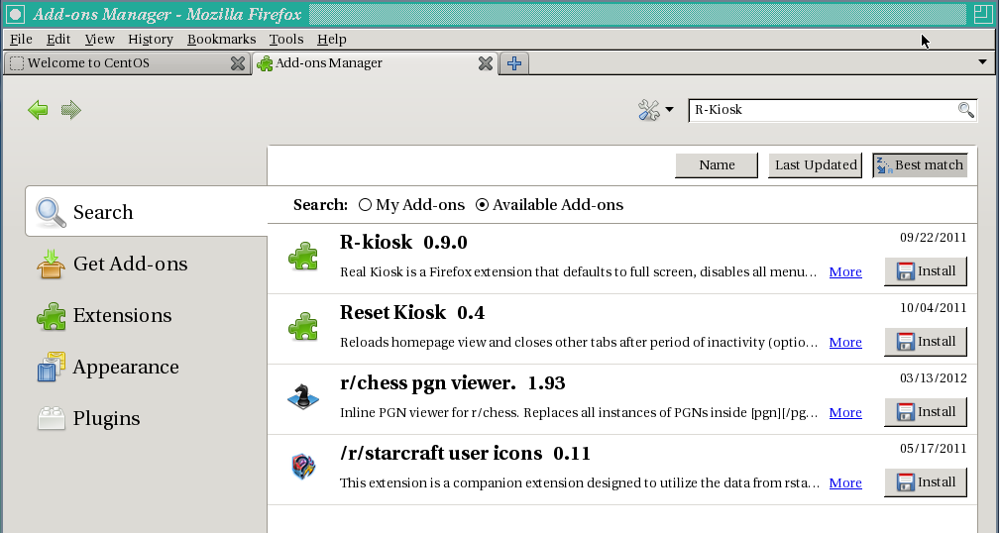 Add-ons Manager - Mozilla Firefox
File Edit View History Bookmarks Tools Help
Welcome to CentOS
Add-ons Manager
R-Kiosk
Name Last Updated Best match
Search: My Add-ons Available Add-ons
Search
Get Add-ons
Extensions
Appearance
Plugins
R-kiosk 0.9.0 09/22/2011
Real Kiosk is a Firefox extension that defaults to full screen, disables all menu... More Install
Reset Kiosk 0.4 10/04/2011
Reloads homepage view and closes other tabs after period of inactivity (optio... More Install
r/chess pgn viewer. 1.93 03/13/2012
Inline PGN viewer for r/chess. Replaces all instances of PGNs inside [pgn][/pg... More Install
/r/starcraft user icons 0.11 05/17/2011
This extension is a companion extension designed to utilize the data from rsta... More Install